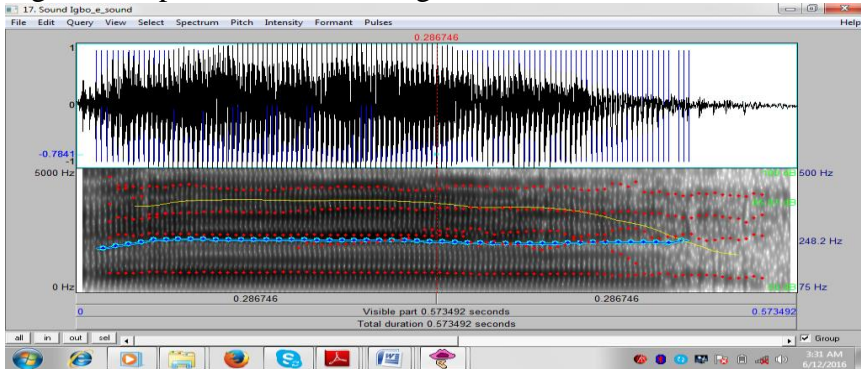 17. Sound Igbo_e_sound
File Edit Query View Select Spectrum Pitch Intensity Formant Pulses Help
0.286746
1
0
-0.7841
-1
5000 Hz
500 Hz
248.2 Hz
0 Hz
75 Hz
0.286746 0.286746
0 Visible part 0.573492 seconds 0.573492
Total duration 0.573492 seconds
all in out sel Group
3:31 AM
6/12/2016